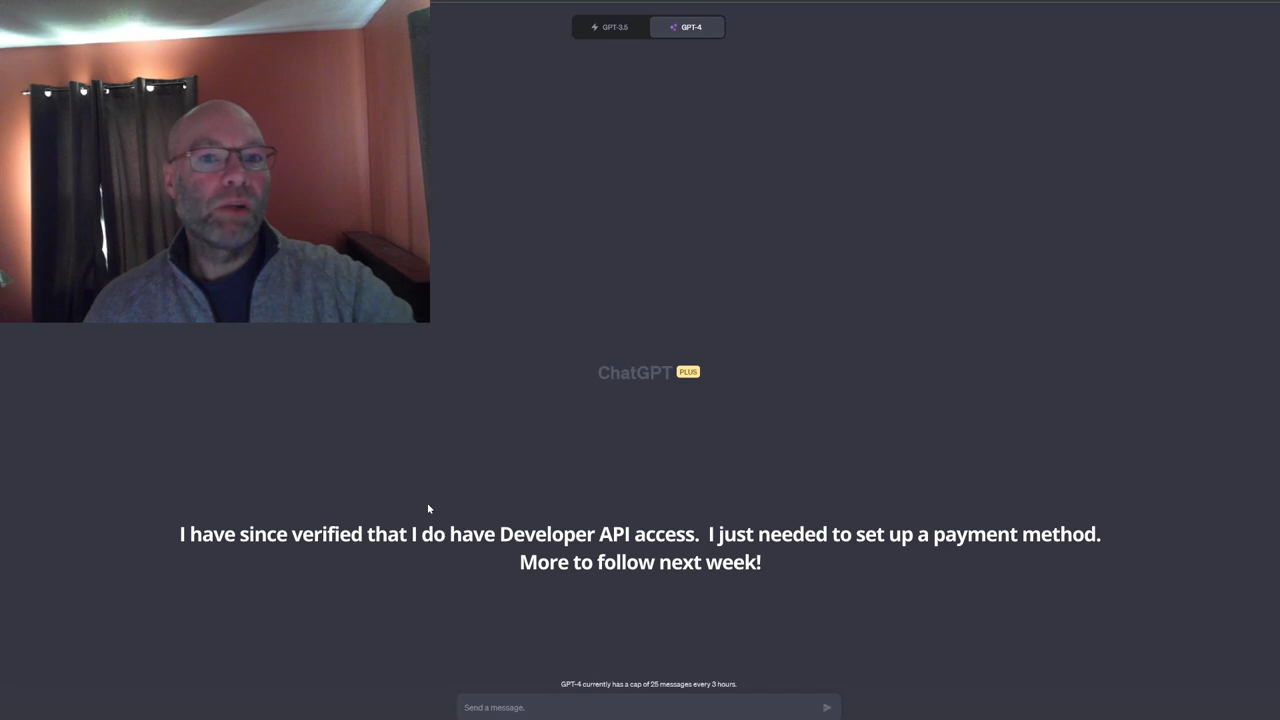 GPT-3.5 GPT-4
ChatGPT PLUS
I have since verified that I do have Developer API access.  I just needed to set up a payment method.
More to follow next week!
GPT-4 currently has a cap of 25 messages every 3 hours.
Send a message.